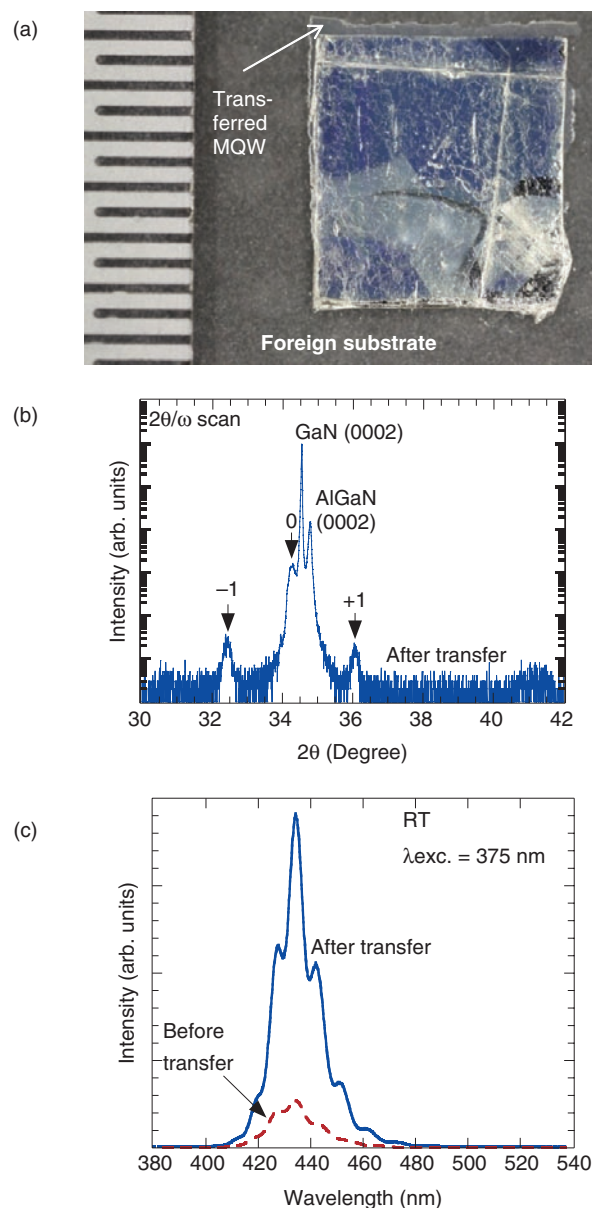 (a)
Trans-
ferred
MQW
Foreign substrate
(b)
2θ/ω scan
GaN (0002)
AlGaN
(0002)
0
–1
+1
After transfer
Intensity (arb. units)
30 32 34 36 38 40 42
2θ (Degree)
(c)
RT
λexc. = 375 nm
After transfer
Before
transfer
Intensity (arb. units)
380 400 420 440 460 480 500 520 540
Wavelength (nm)